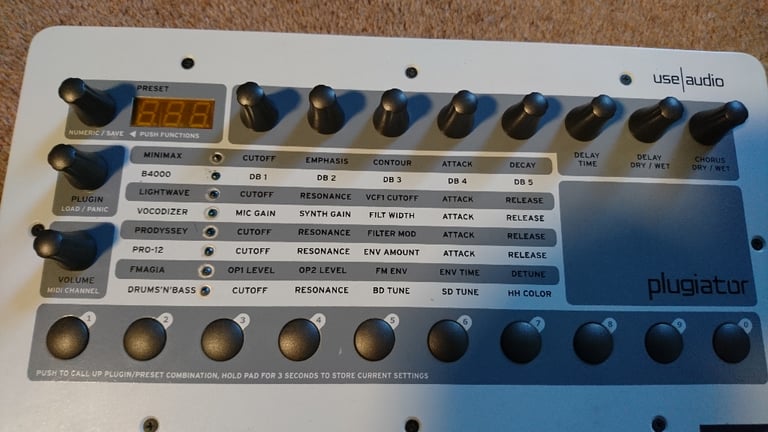 use|audio
PRESET
NUMERIC / SAVE ◀ PUSH FUNCTIONS
DELAY TIME
DELAY DRY / WET
CHORUS DRY / WET
MINIMAX CUTOFF EMPHASIS CONTOUR ATTACK DECAY
B4000 DB 1 DB 2 DB 3 DB 4 DB 5
LIGHTWAVE CUTOFF RESONANCE VCF1 CUTOFF ATTACK RELEASE
PLUGIN
LOAD / PANIC
VOCODIZER MIC GAIN SYNTH GAIN FILT WIDTH ATTACK RELEASE
PRODYSSEY CUTOFF RESONANCE FILTER MOD ATTACK RELEASE
PRO-12 CUTOFF RESONANCE ENV AMOUNT ATTACK RELEASE
VOLUME
MIDI CHANNEL
FMAGIA OP1 LEVEL OP2 LEVEL FM ENV ENV TIME DETUNE
DRUMS'N'BASS CUTOFF RESONANCE BD TUNE SD TUNE HH COLOR
plugiator
1 2 3 4 5 6 7 8 9 0
PUSH TO CALL UP PLUGIN/PRESET COMBINATION, HOLD PAD FOR 3 SECONDS TO STORE CURRENT SETTINGS